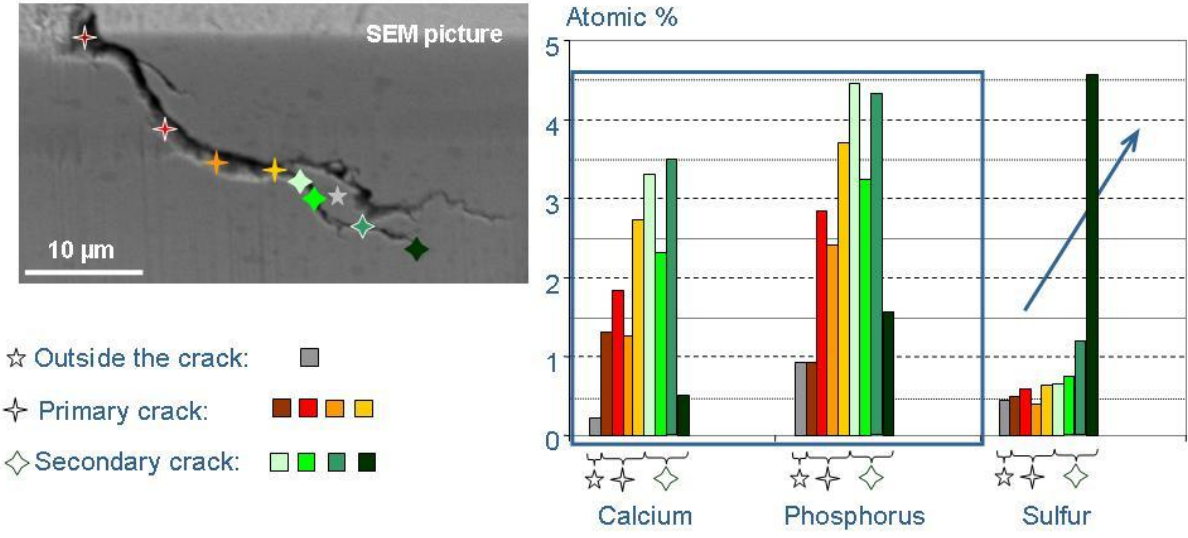 SEM picture
10 µm
Outside the crack:
Primary crack:
Secondary crack:
Atomic %
5
4
3
2
1
0
Calcium
Phosphorus
Sulfur